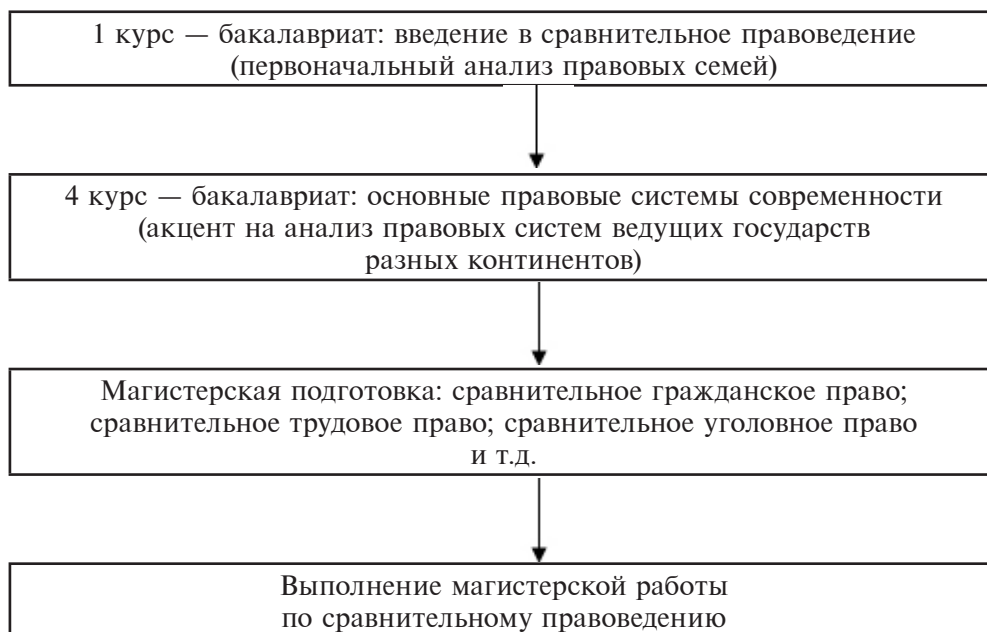 1 курс — бакалавриат: введение в сравнительное правоведение
(первоначальный анализ правовых семей)
4 курс — бакалавриат: основные правовые системы современности
(акцент на анализ правовых систем ведущих государств
разных континентов)
Магистерская подготовка: сравнительное гражданское право;
сравнительное трудовое право; сравнительное уголовное право
и т.д.
Выполнение магистерской работы
по сравнительному правоведению